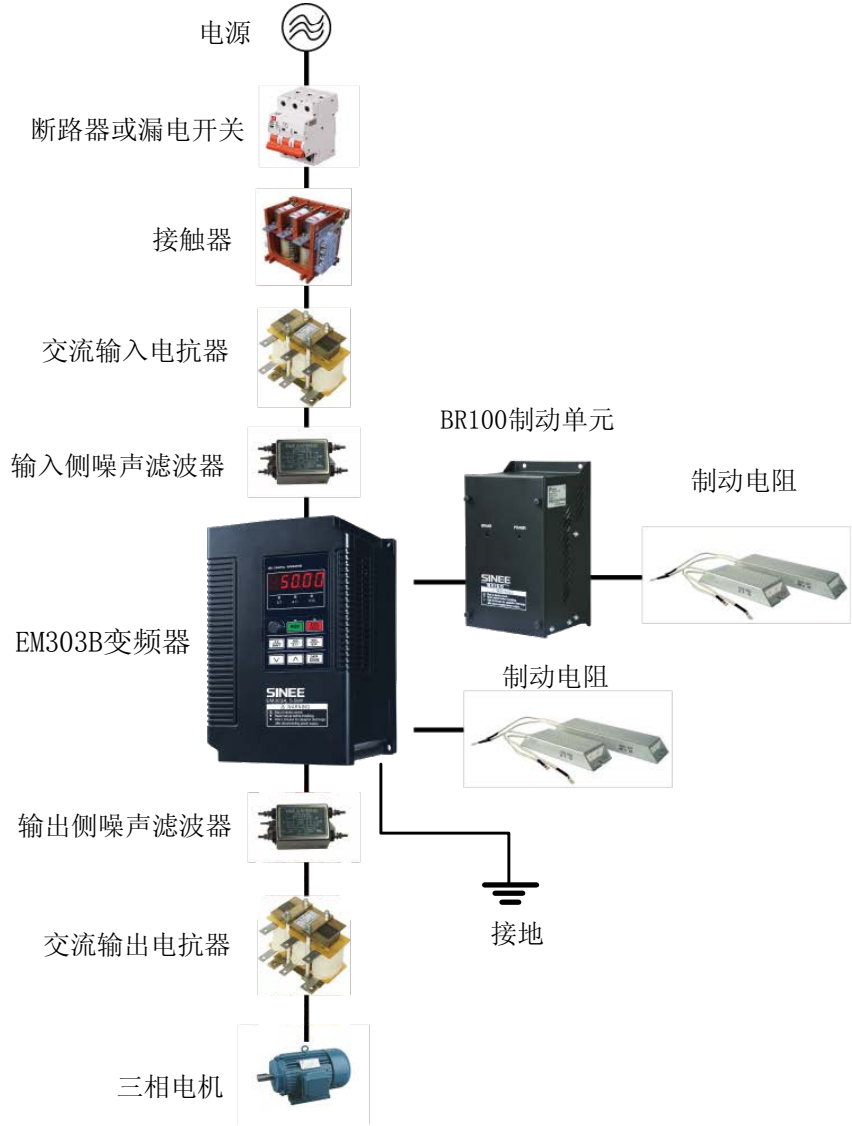 电源
断路器或漏电开关
接触器
交流输入电抗器
输入侧噪声滤波器
BR100制动单元
制动电阻
50.00
SINEE
EM303B变频器
SINEE
制动电阻
输出侧噪声滤波器
接地
交流输出电抗器
三相电机